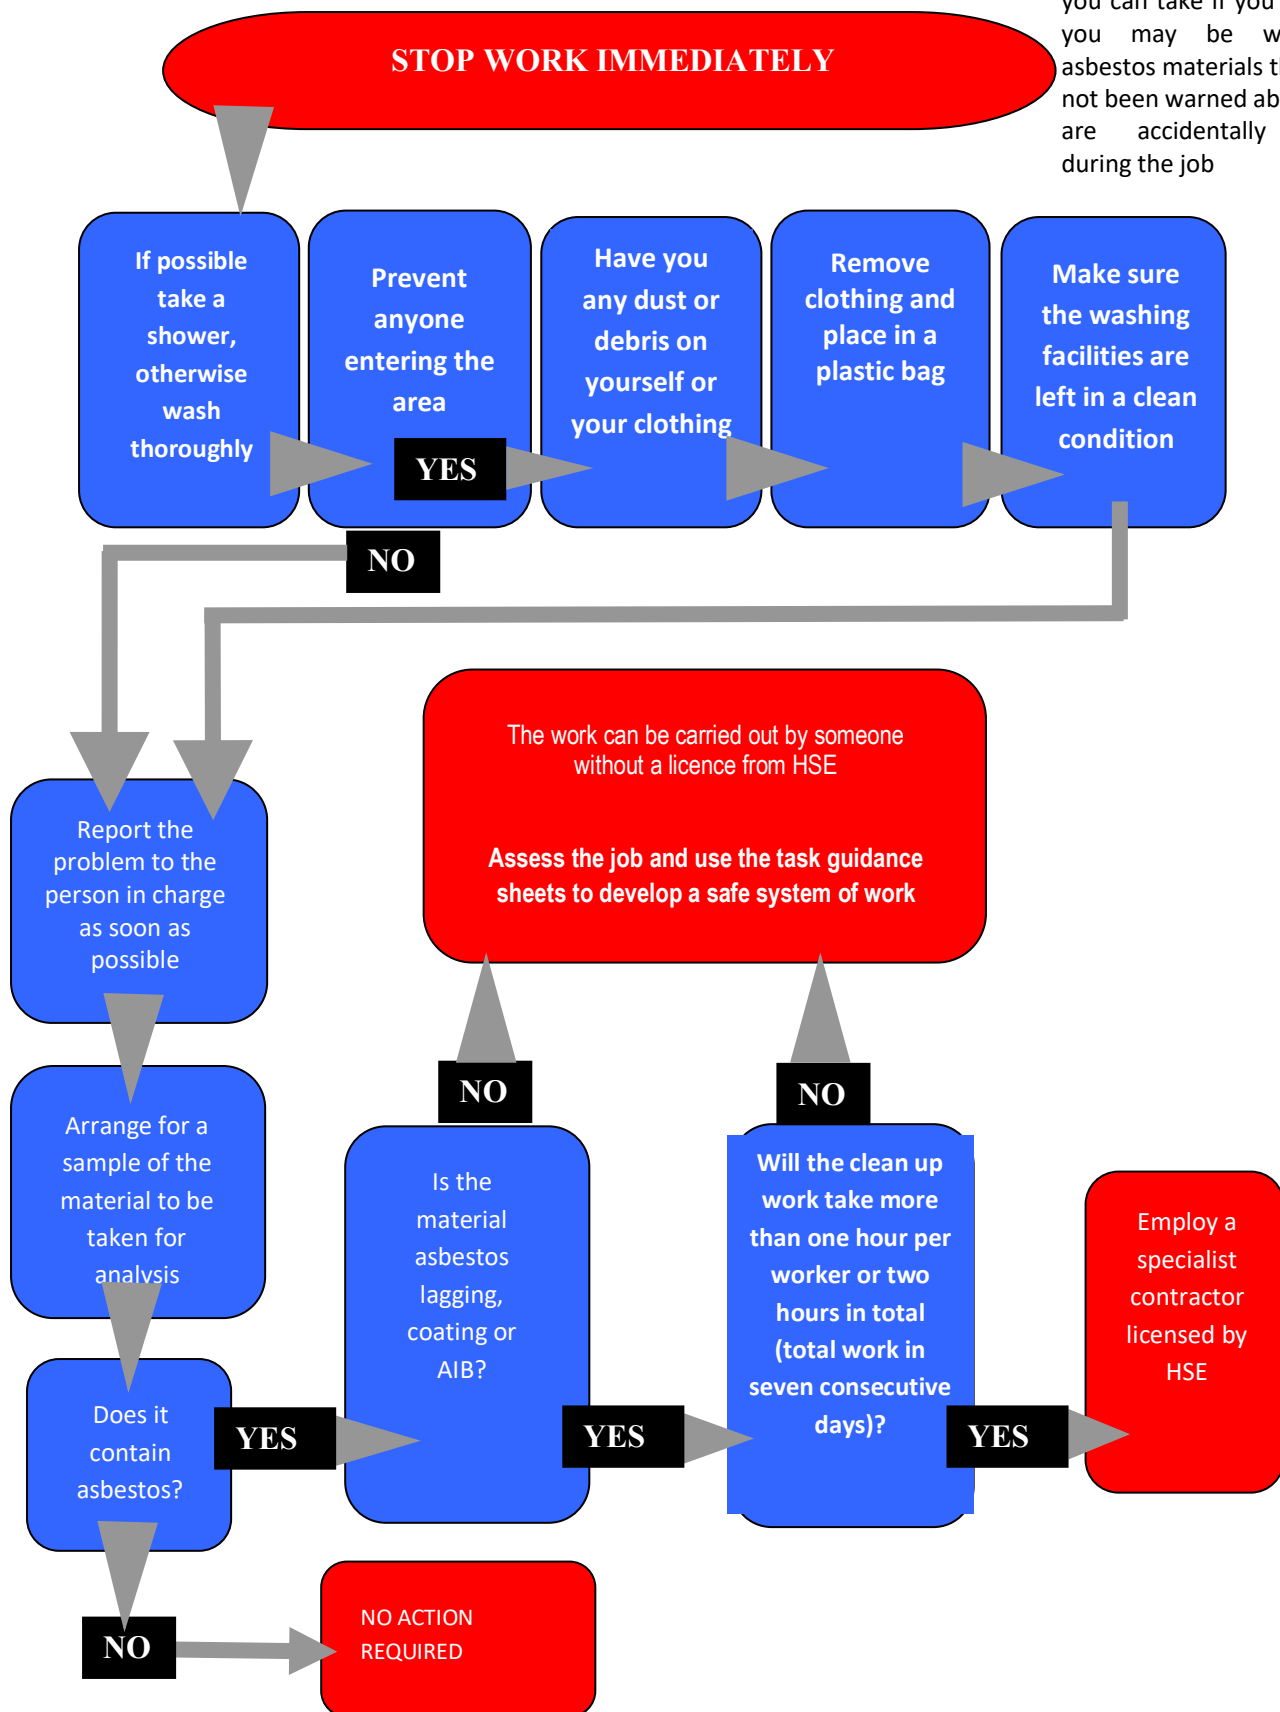 STOP WORK IMMEDIATELY
you can take if you
you may be w
asbestos materials t
not been warned ab
are accidentally
during the job
If possible
take a
shower,
otherwise
wash
thoroughly
Prevent
anyone
entering the
area
YES
NO
Have you
any dust or
debris on
yourself or
your clothing
Remove
clothing and
place in a
plastic bag
Make sure
the washing
facilities are
left in a clean
condition
The work can be carried out by someone
without a licence from HSE
Assess the job and use the task guidance
sheets to develop a safe system of work
Report the
problem to the
person in charge
as soon as
possible
NO
NO
Arrange for a
sample of the
material to be
taken for
analysis
Is the
material
asbestos
lagging,
coating or
AIB?
Will the clean up
work take more
than one hour per
worker or two
hours in total
(total work in
seven consecutive
days)?
Employ a
specialist
contractor
licensed by
HSE
Does it
contain
asbestos?
YES
YES
YES
NO
NO ACTION
REQUIRED